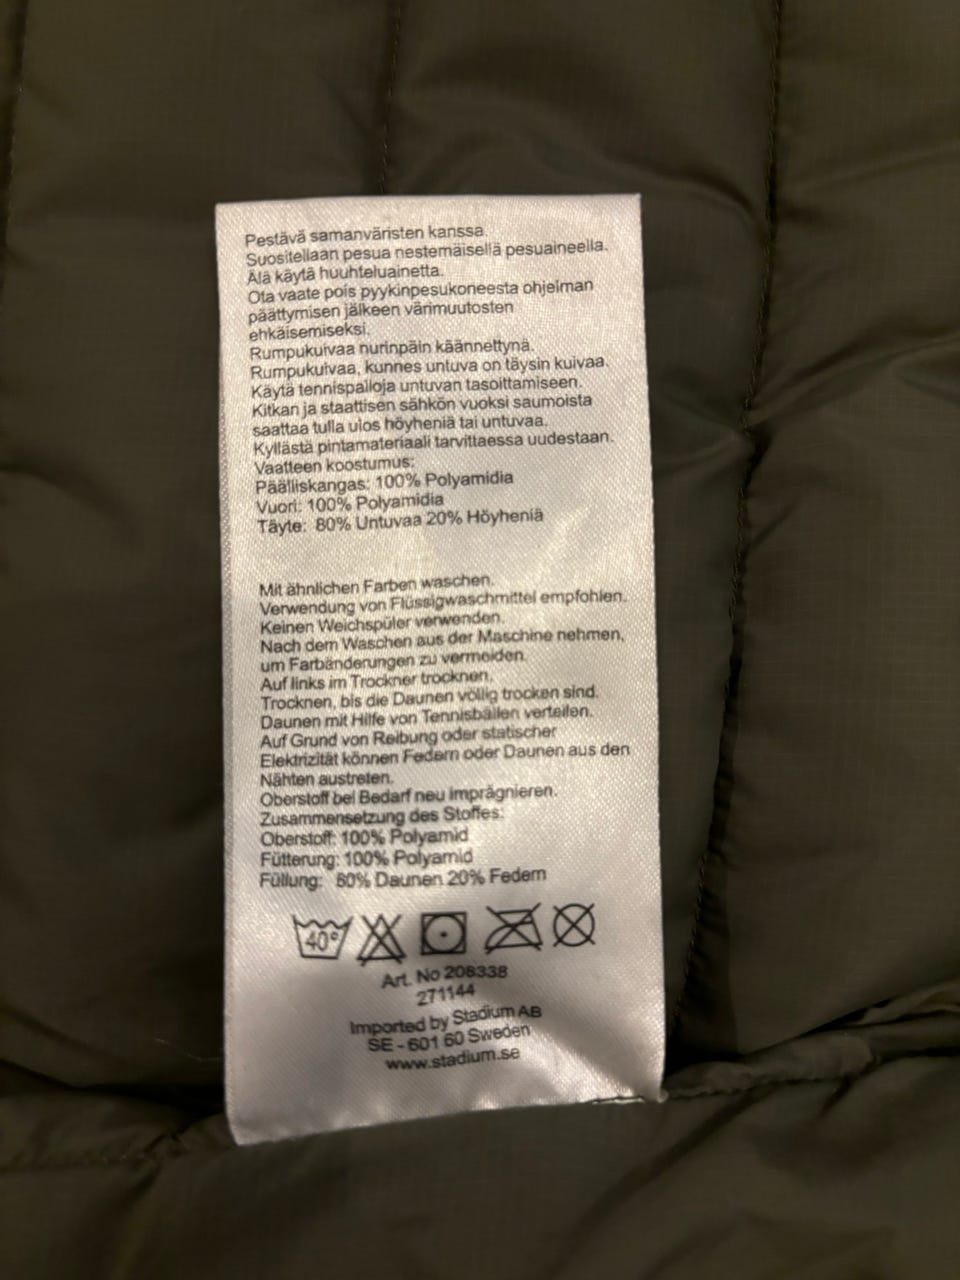 Pestävä samanväristen kanssa.
Suositellaan pesua nestemäisellä pesuaineella.
Älä käytä huuhteluainetta.
Ota vaate pois pyykinpesukoneesta ohjelman
päättymisen jälkeen värimuutosten
ehkäisemiseksi.
Rumpukuivaa nurinpäin käännettynä.
Rumpukuivaa, kunnes untuva on täysin kuivaa.
Käytä tennispalloja untuvan tasoittamiseen.
Kitkan ja staattisen sähkön vuoksi saumoista
saattaa tulla ulos höyheniä tai untuvaa.
Kyllästä pintamateriaali tarvittaessa uudestaan.
Vaatteen koostumus:
Päälliskangas: 100% Polyamidia
Vuori: 100% Polyamidia
Täyte: 80% Untuvaa 20% Höyheniä
Mit ähnlichen Farben waschen.
Verwendung von Flüssigwaschmittel empfohlen.
Keinen Weichspüler verwenden.
Nach dem Waschen aus der Maschine nehmen,
um Farbänderungen zu vermeiden.
Auf links im Trockner trocknen.
Trocknen, bis die Daunen völlig trocken sind.
Daunen mit Hilfe von Tennisbällen verteilen.
Auf Grund von Reibung oder statischer
Elektrizität können Federn oder Daunen aus den
Nähten austreten.
Oberstoff bei Bedarf neu imprägnieren.
Zusammensetzung des Stoffes:
Oberstoff: 100% Polyamid
Fütterung: 100% Polyamid
Füllung: 80% Daunen 20% Federn
40°
Art. No 208338
271144
Imported by Stadium AB
SE - 601 60 Sweden
www.stadium.se